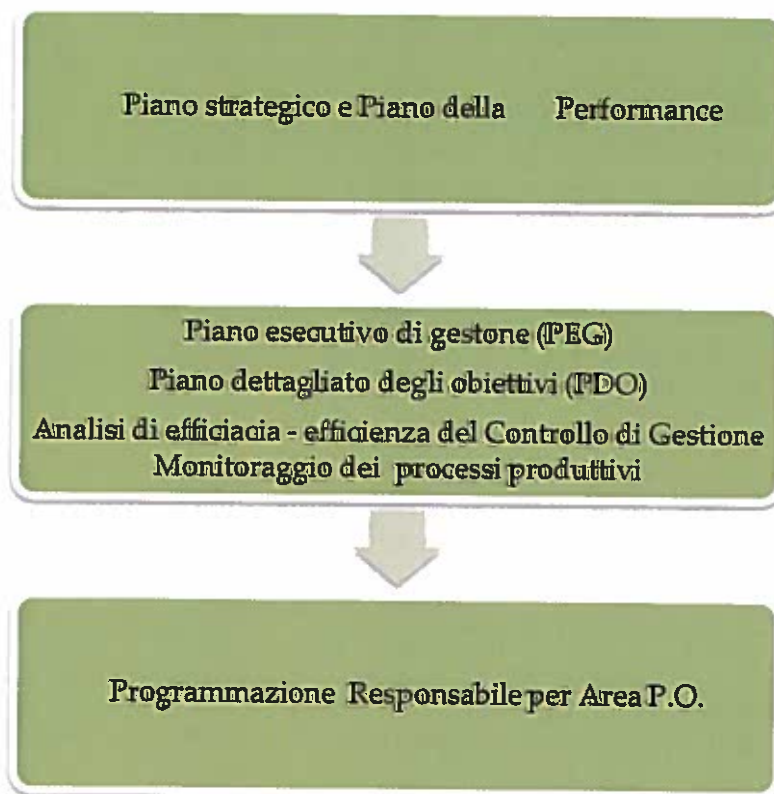 Piano strategico e Piano della Performance
Piano esecutivo di gestone (PEG)
Piano dettagliato degli obiettivi (PDO)
Analisi di efficiacia - efficienza del Controllo di Gestione
Monitoraggio dei processi produttivi
Programmazione Responsabile per Area P.O.